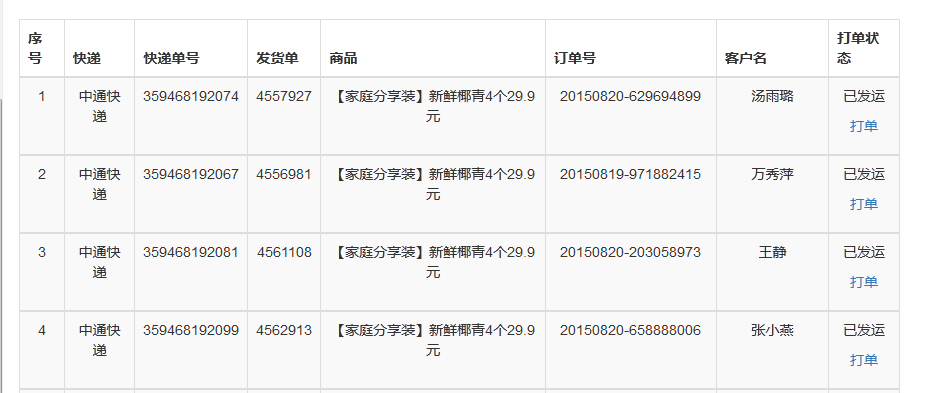 序号 快递 快递单号 发货单 商品 订单号 客户名 打单状态
1 中通快递 359468192074 4557927 【家庭分享装】新鲜椰青4个29.9元 20150820-629694899 汤雨璐 已发运
打单
2 中通快递 359468192067 4556981 【家庭分享装】新鲜椰青4个29.9元 20150819-971882415 万秀萍 已发运
打单
3 中通快递 359468192081 4561108 【家庭分享装】新鲜椰青4个29.9元 20150820-203058973 王静 已发运
打单
4 中通快递 359468192099 4562913 【家庭分享装】新鲜椰青4个29.9元 20150820-658888006 张小燕 已发运
打单